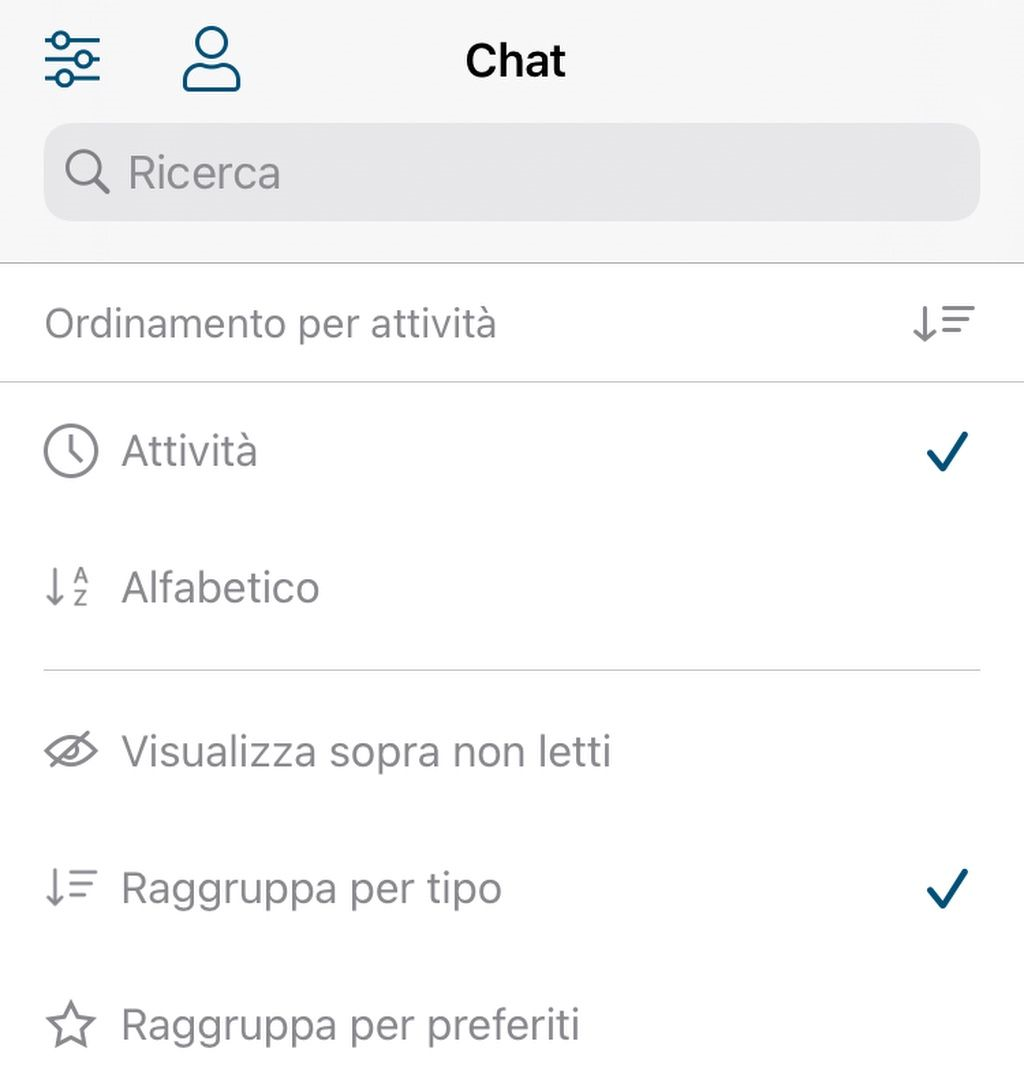 Chat
Ricerca
Ordinamento per attività
Attività
A
Z
Alfabetico
Visualizza sopra non letti
Raggruppa per tipo
Raggruppa per preferiti